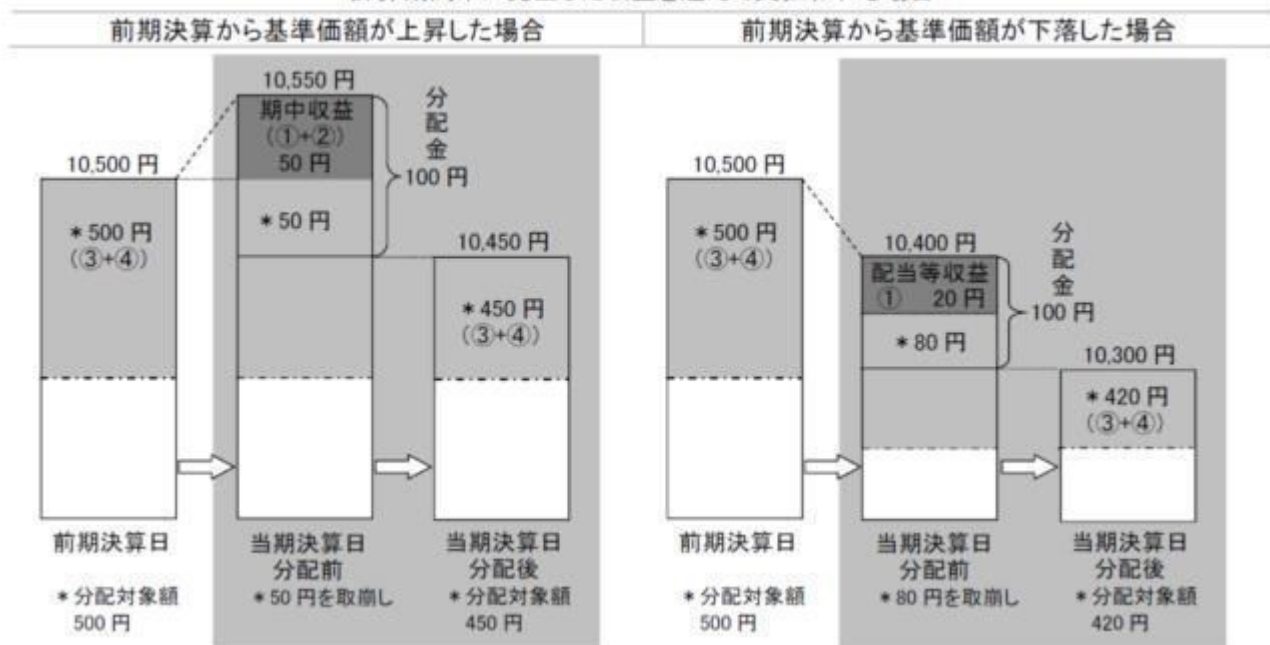 前期決算から基準価額が上昇した場合
前期決算から基準価額が下落した場合
10,500 円
*500 円
(③+④)
10,550 円
期中収益
(①+②)
50 円
*50 円
分配金
100 円
10,450 円
*450 円
(③+④)
前期決算日
当期決算日
分配前
当期決算日
分配後
*分配対象額
500 円
*50 円を取崩し
*分配対象額
450 円
10,500 円
*500 円
(③+④)
10,400 円
配当等収益
① 20 円
*80 円
分配金
100 円
10,300 円
*420 円
(③+④)
前期決算日
当期決算日
分配前
当期決算日
分配後
*分配対象額
500 円
*80 円を取崩し
*分配対象額
420 円